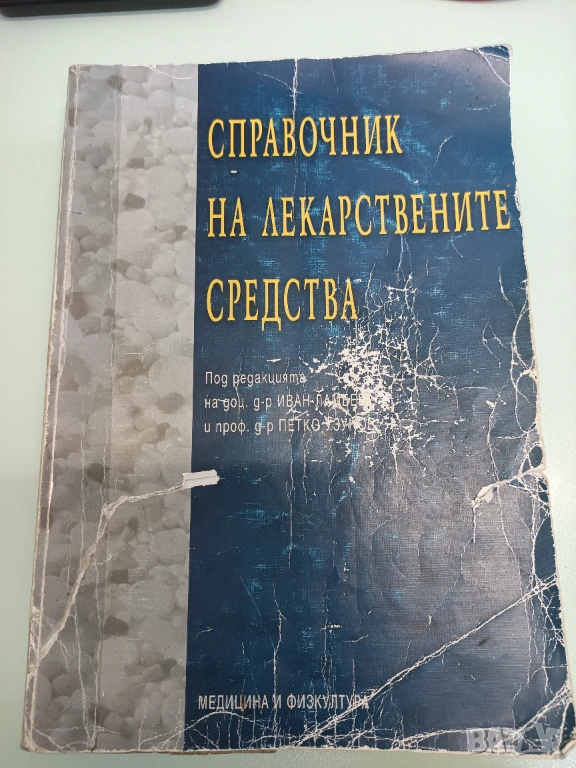 СПРАВОЧНИК
НА ЛЕКАРСТВЕНИТЕ
СРЕДСТВА
Под редакцията
на доц. д-р ИВАН
и проф. д-р ПЕТКО
МЕДИЦИНА И ФИЗКУЛТУРА